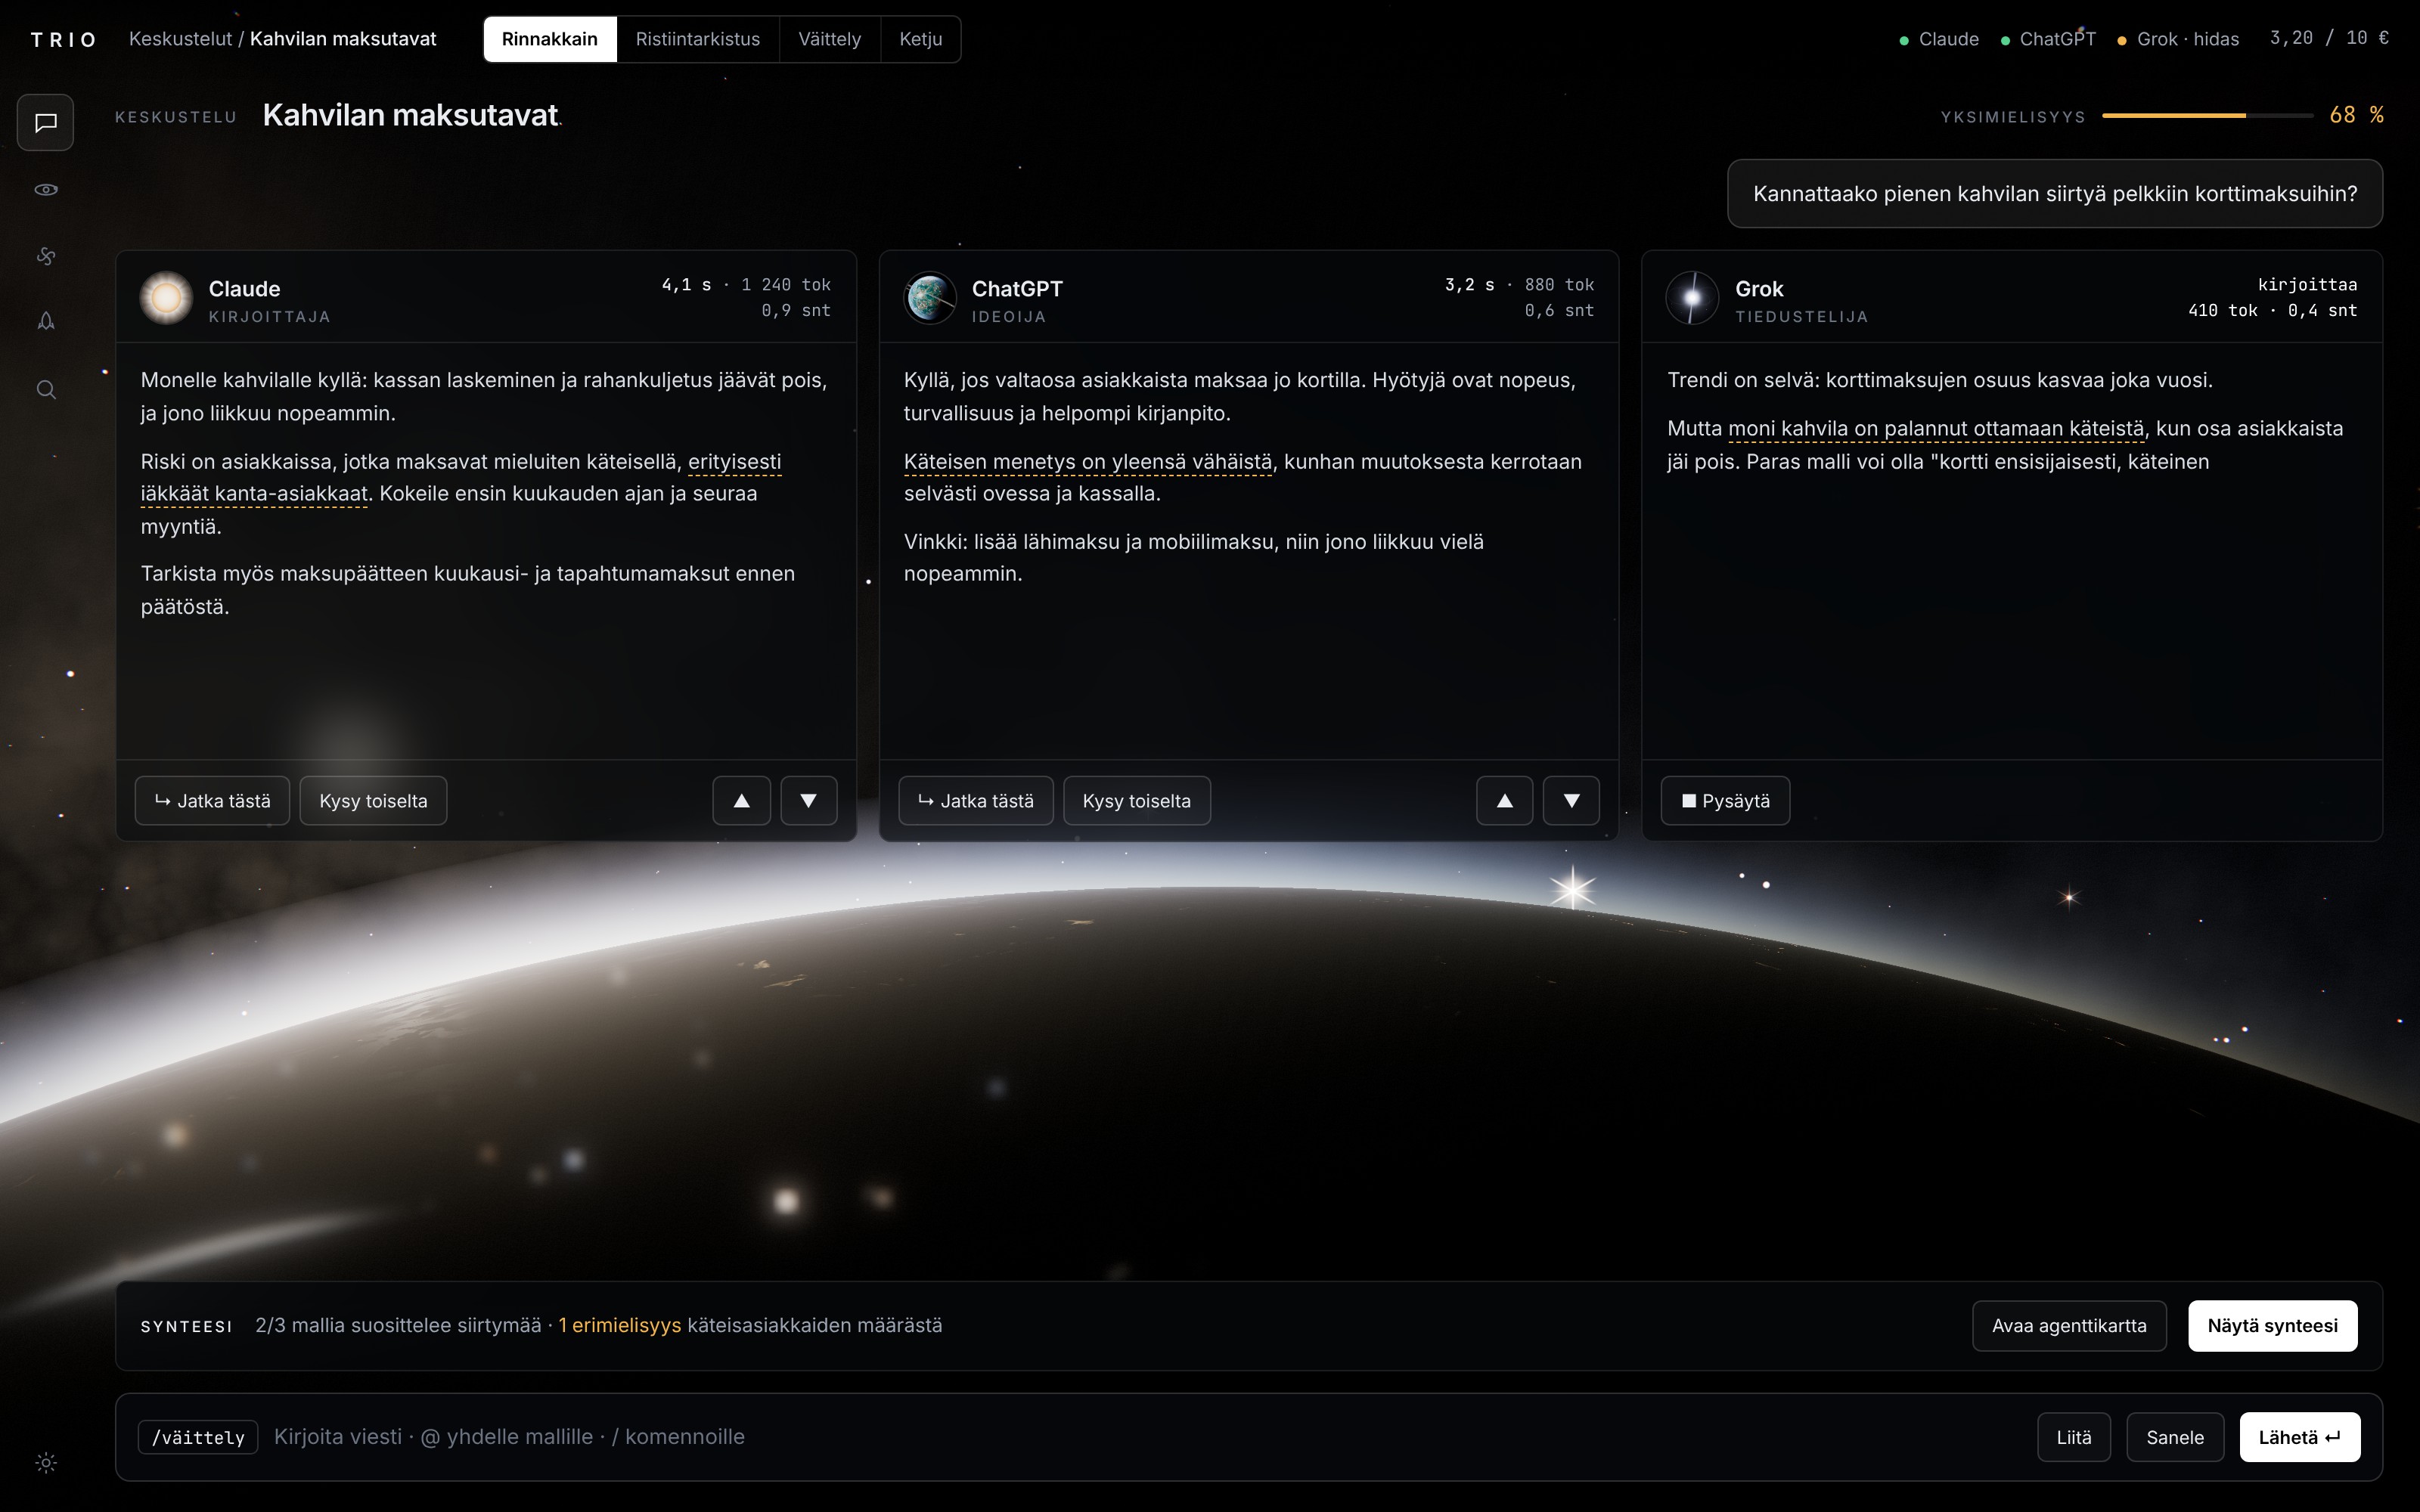 TRIO
Keskustelut / Kahvilan maksutavat
Rinnakkain
Ristiintarkistus
Väittely
Ketju
Claude
ChatGPT
Grok · hidas
3,20 / 10 €
KESKUSTELU
Kahvilan maksutavat
YKSIMIELISYYS
68 %
Kannattaako pienen kahvilan siirtyä pelkkiin korttimaksuihin?
Claude
KIRJOITTAJA
4,1 s · 1 240 tok
0,9 snt
Monelle kahvilalle kyllä: kassan laskeminen ja rahankuljetus jäävät pois,
ja jono liikkuu nopeammin.
Riski on asiakkaissa, jotka maksavat mieluiten käteisellä, erityisesti
iäkkäät kanta-asiakkaat. Kokeile ensin kuukauden ajan ja seuraa
myyntiä.
Tarkista myös maksupäätteen kuukausi- ja tapahtumamaksut ennen
päätöstä.
↳ Jatka tästä
Kysy toiselta
▲
▼
ChatGPT
IDEOIJA
3,2 s · 880 tok
0,6 snt
Kyllä, jos valtaosa asiakkaista maksaa jo kortilla. Hyötyjä ovat nopeus,
turvallisuus ja helpompi kirjanpito.
Käteisen menetys on yleensä vähäistä, kunhan muutoksesta kerrotaan
selvästi ovessa ja kassalla.
Vinkki: lisää lähimaksu ja mobiilimaksu, niin jono liikkuu vielä
nopeammin.
↳ Jatka tästä
Kysy toiselta
▲
▼
Grok
TIEDUSTELIJA
kirjoittaa
410 tok · 0,4 snt
Trendi on selvä: korttimaksujen osuus kasvaa joka vuosi.
Mutta moni kahvila on palannut ottamaan käteistä, kun osa asiakkaista
jäi pois. Paras malli voi olla "kortti ensisijaisesti, käteinen
■ Pysäytä
SYNTEESI
2/3 mallia suosittelee siirtymää · 1 erimielisyys käteisasiakkaiden määrästä
Avaa agenttikartta
Näytä synteesi
/väittely
Kirjoita viesti · @ yhdelle mallille · / komennoille
Liitä
Sanele
Lähetä ↵